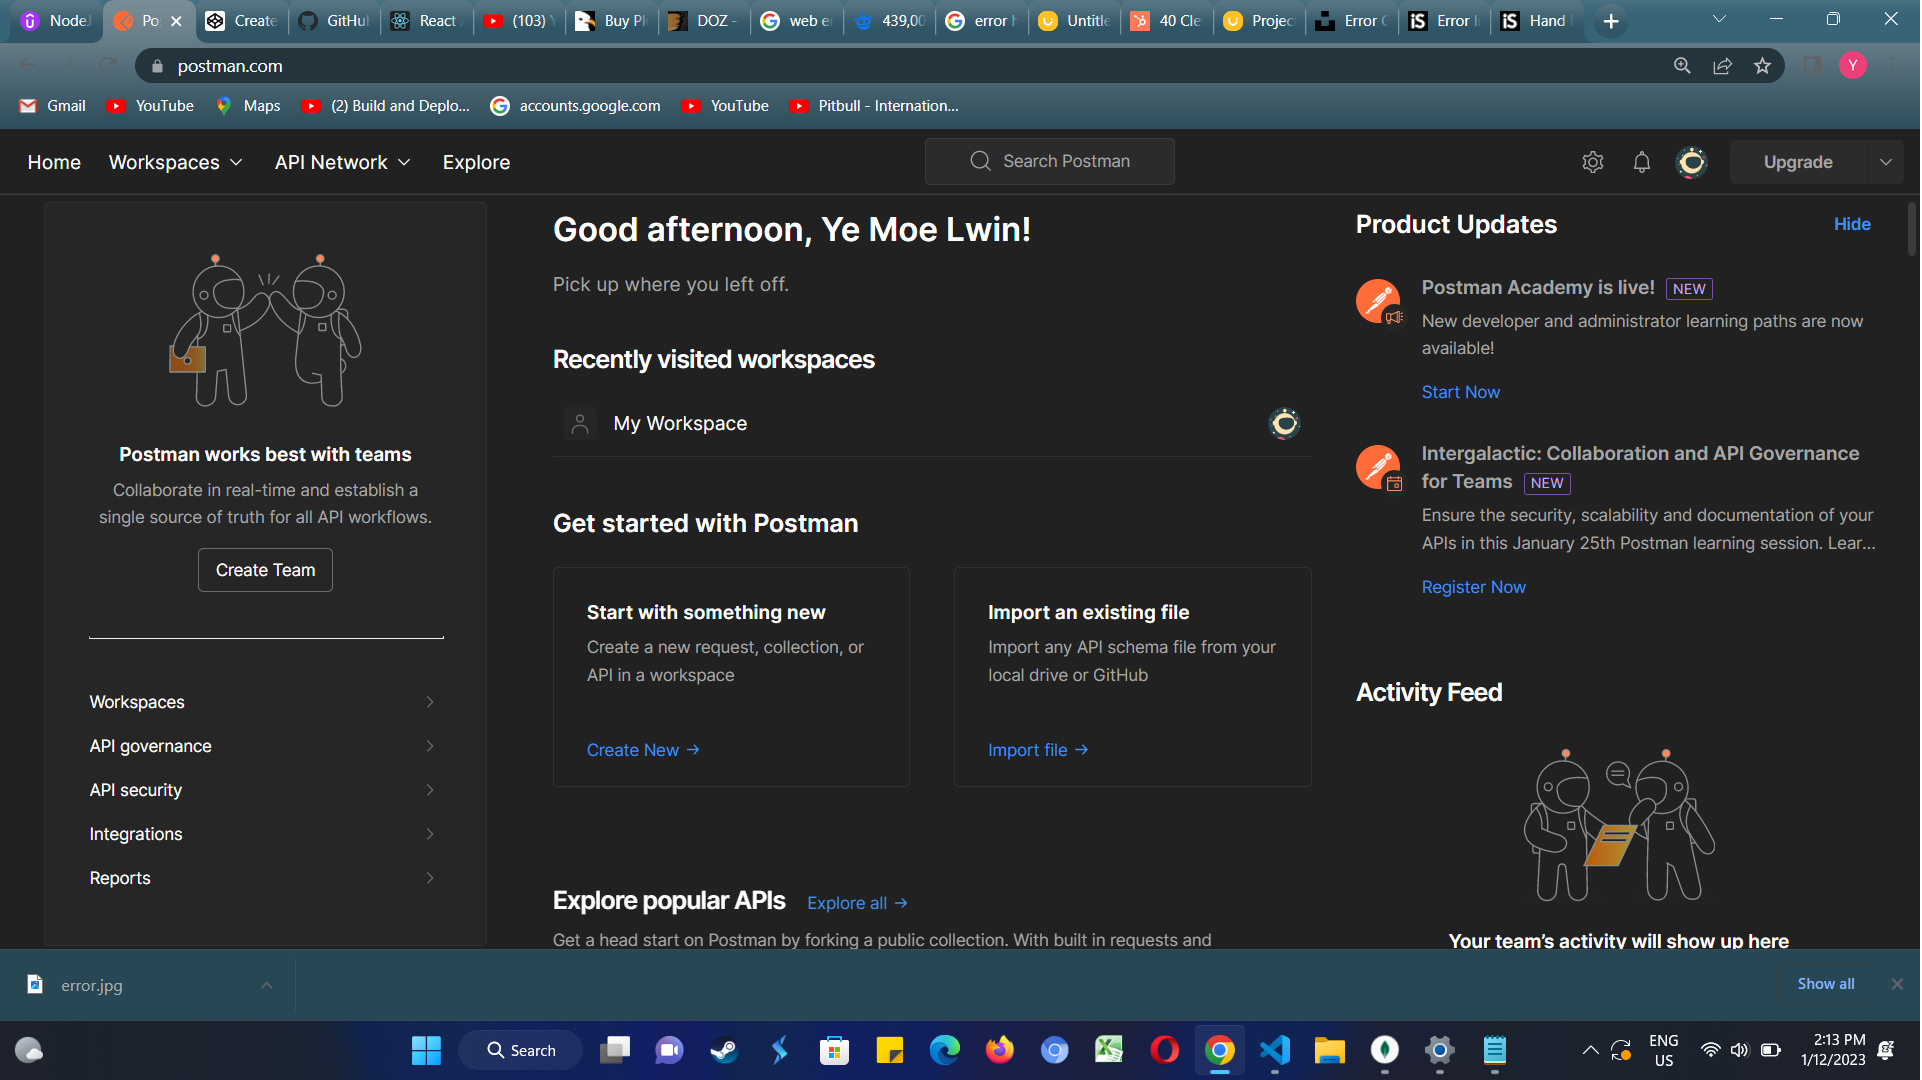 NodeJ
Po
Create
GitHu
React
(103)
Buy Pl
DOZ -
web er
439,00
error h
Untitle
40 Cle
Projec
Error
Error I
Hand
postman.com
Y
Gmail
YouTube
Maps
(2) Build and Deplo...
accounts.google.com
YouTube
Pitbull - Internation...
Home
Workspaces
API Network
Explore
Search Postman
Upgrade
Postman works best with teams
Collaborate in real-time and establish a
single source of truth for all API workflows.
Create Team
Workspaces
API governance
API security
Integrations
Reports
Good afternoon, Ye Moe Lwin!
Pick up where you left off.
Recently visited workspaces
My Workspace
Get started with Postman
Start with something new
Create a new request, collection, or
API in a workspace
Create New →
Import an existing file
Import any API schema file from your
local drive or GitHub
Import file →
Explore popular APIs
Explore all →
Get a head start on Postman by forking a public collection. With built in requests and
Product Updates
Hide
Postman Academy is live! NEW
New developer and administrator learning paths are now
available!
Start Now
Intergalactic: Collaboration and API Governance
for Teams NEW
Ensure the security, scalability and documentation of your
APIs in this January 25th Postman learning session. Lear...
Register Now
Activity Feed
Your team's activity will show up here
error.jpg
Show all
Search
ENG
US
2:13 PM
1/12/2023